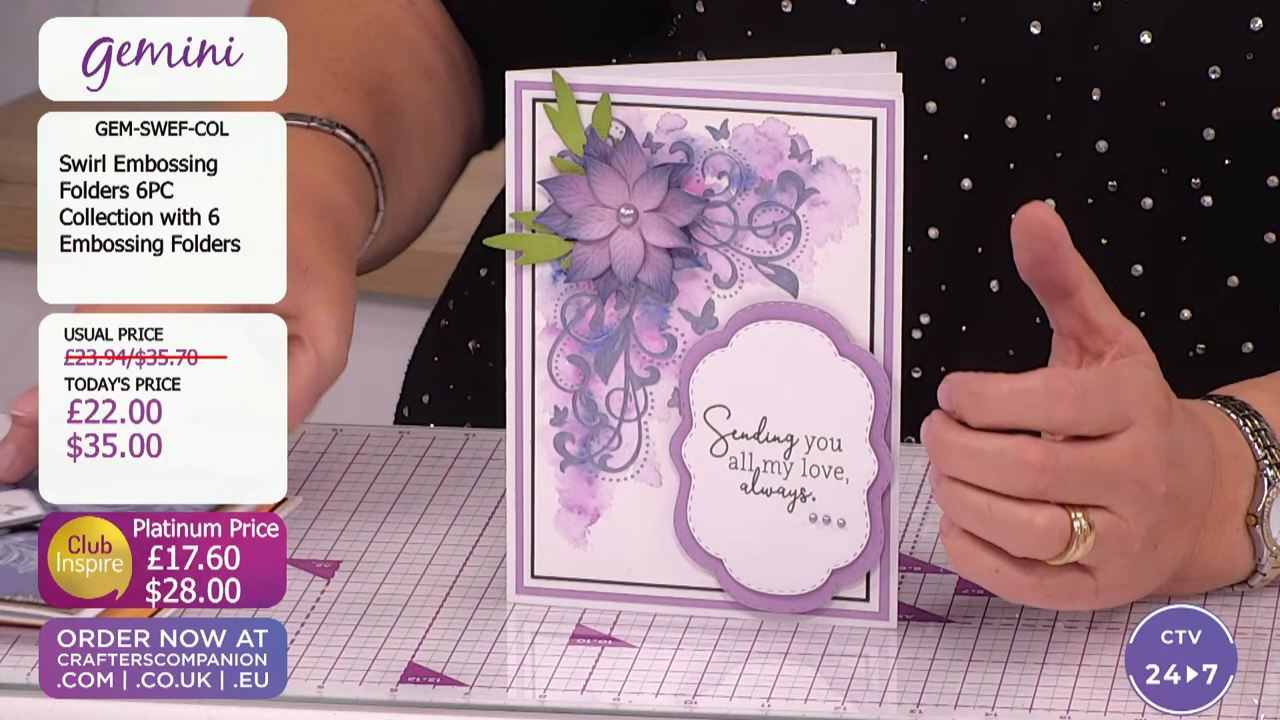 gemini
GEM-SWEF-COL
Swirl Embossing
Folders 6PC
Collection with 6
Embossing Folders
USUAL PRICE
£23.94/$35.70
TODAY'S PRICE
£22.00
$35.00
Club
Inspire
Platinum Price
£17.60
$28.00
ORDER NOW AT
CRAFTERSCOMPANION
.COM | .CO.UK | .EU
Sending you
all my love,
always.
CTV
24▶7